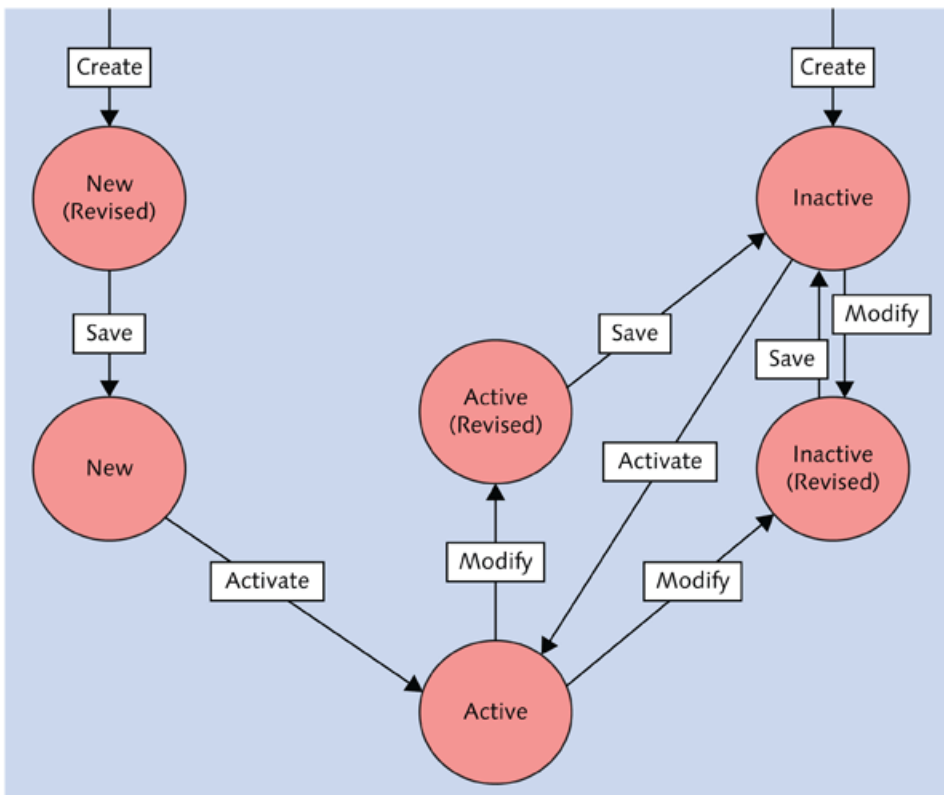 Create
Create
New
(Revised)
Inactive
Save
Save
Modify
Save
Active
(Revised)
New
Activate
Inactive
(Revised)
Activate
Modify
Modify
Active